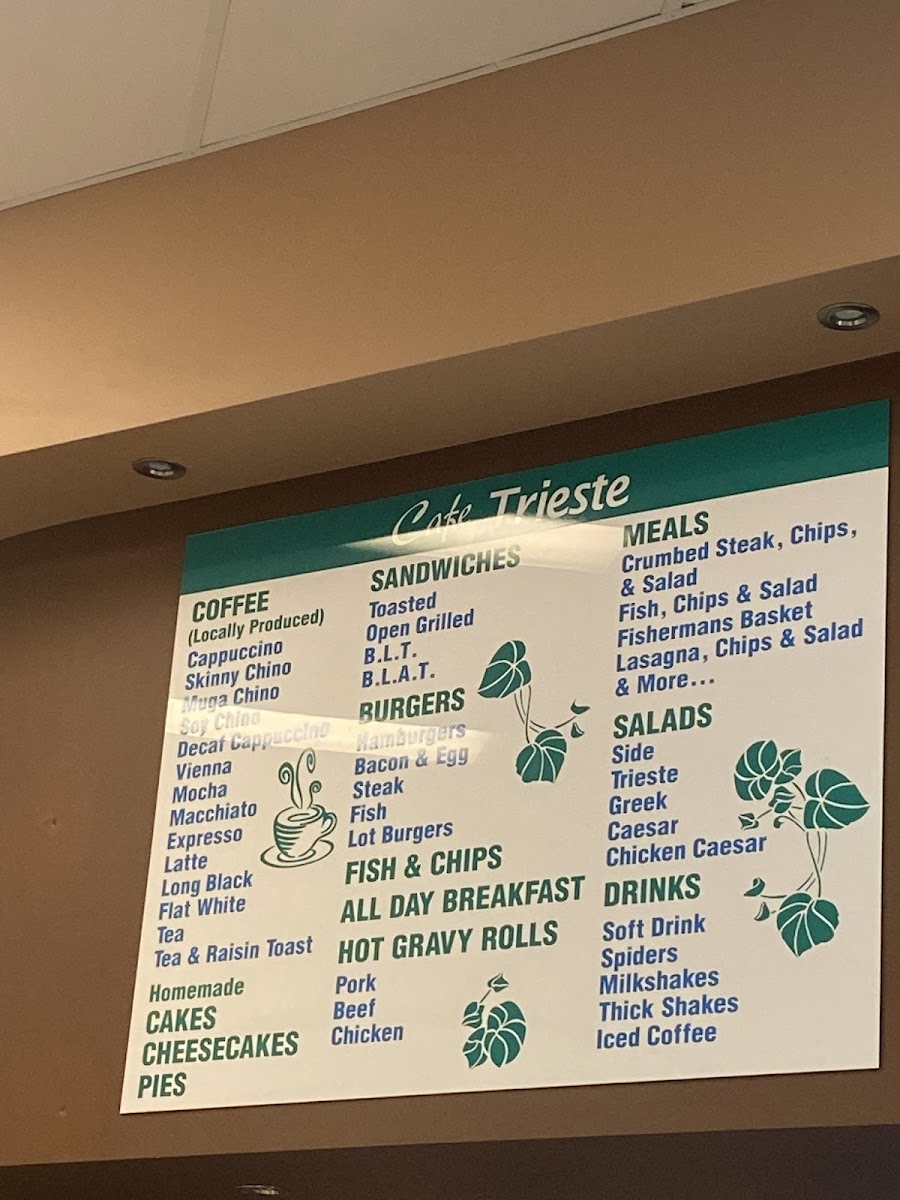 Cafe Trieste
COFFEE
(Locally Produced)
Cappuccino
Skinny Chino
Muga Chino
Soy Chino
Decaf Cappuccino
Vienna
Mocha
Macchiato
Expresso
Latte
Long Black
Flat White
Tea
Tea & Raisin Toast
Homemade
CAKES
CHEESECAKES
PIES
SANDWICHES
Toasted
Open Grilled
B.L.T.
B.L.A.T.
BURGERS
Hamburgers
Bacon & Egg
Steak
Fish
Lot Burgers
FISH & CHIPS
ALL DAY BREAKFAST
HOT GRAVY ROLLS
Pork
Beef
Chicken
MEALS
Crumbed Steak, Chips,
& Salad
Fish, Chips & Salad
Fishermans Basket
Lasagna, Chips & Salad
& More...
SALADS
Side
Trieste
Greek
Caesar
Chicken Caesar
DRINKS
Soft Drink
Spiders
Milkshakes
Thick Shakes
Iced Coffee